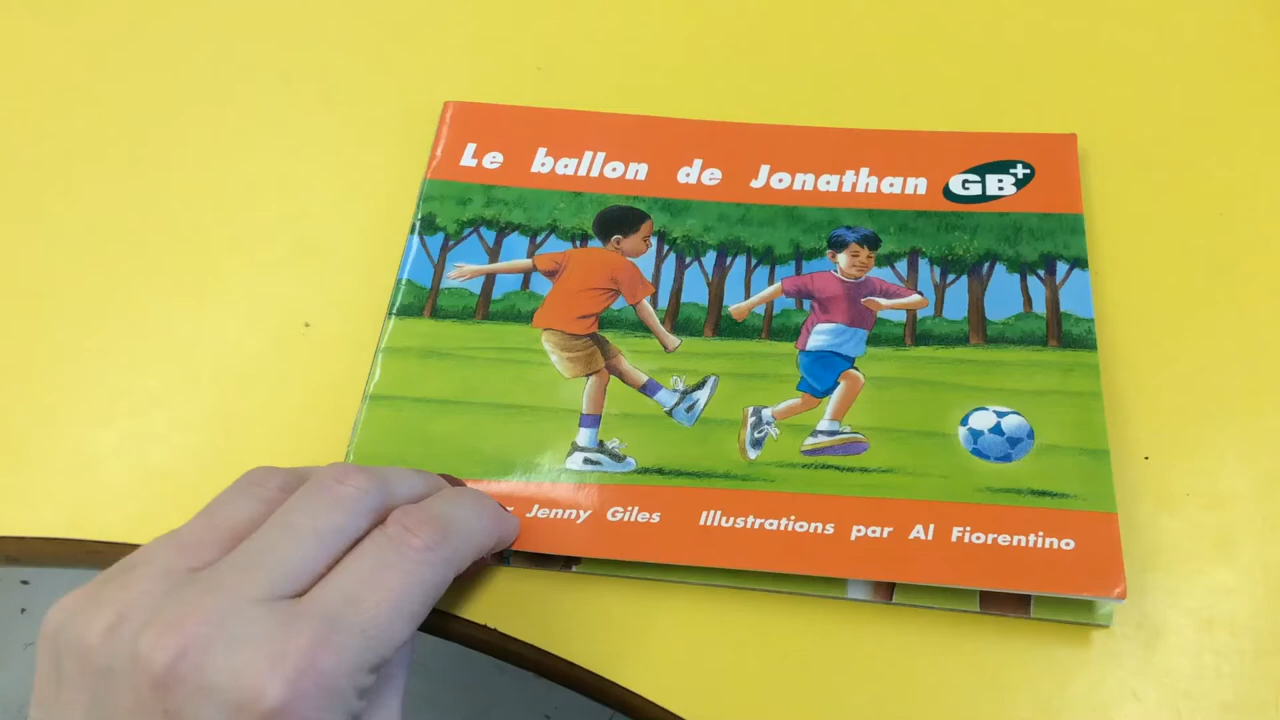 Le ballon de Jonathan GB+
Jenny Giles Illustrations par Al Fiorentino